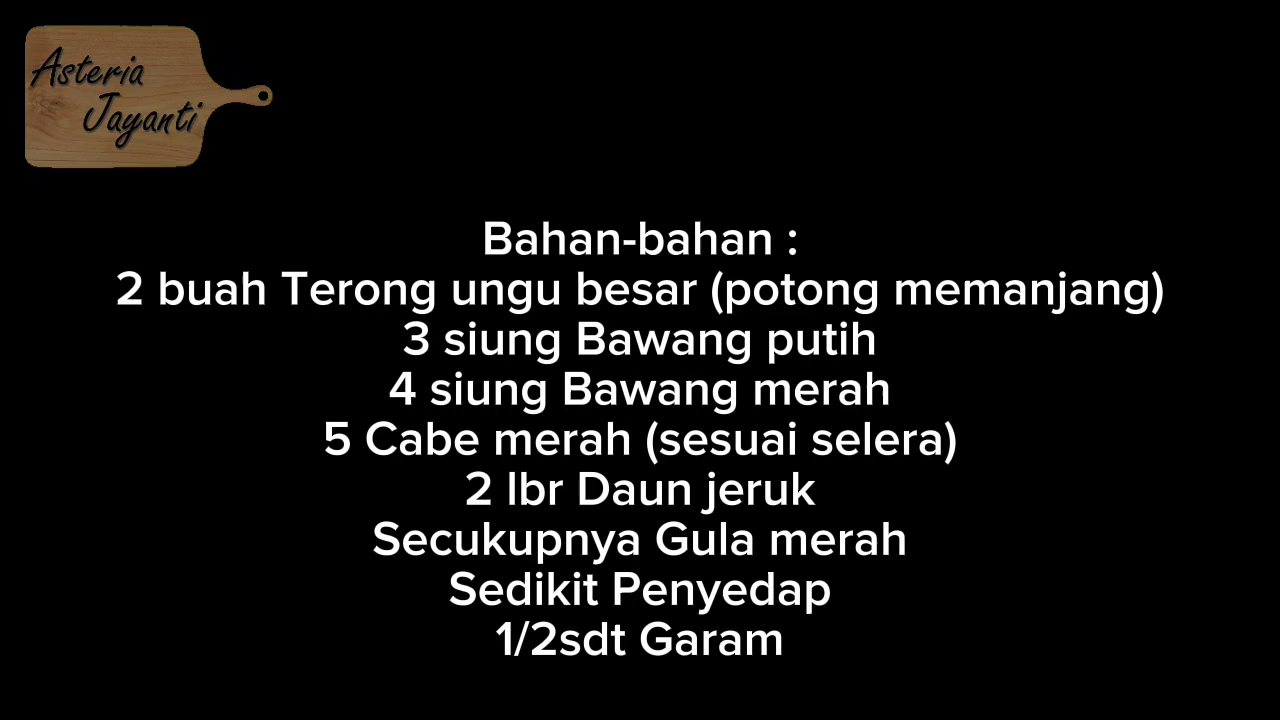 Asteria
Jayanti
Bahan-bahan :
2 buah Terong ungu besar (potong memanjang)
3 siung Bawang putih
4 siung Bawang merah
5 Cabe merah (sesuai selera)
2 lbr Daun jeruk
Secukupnya Gula merah
Sedikit Penyedap
1/2sdt Garam